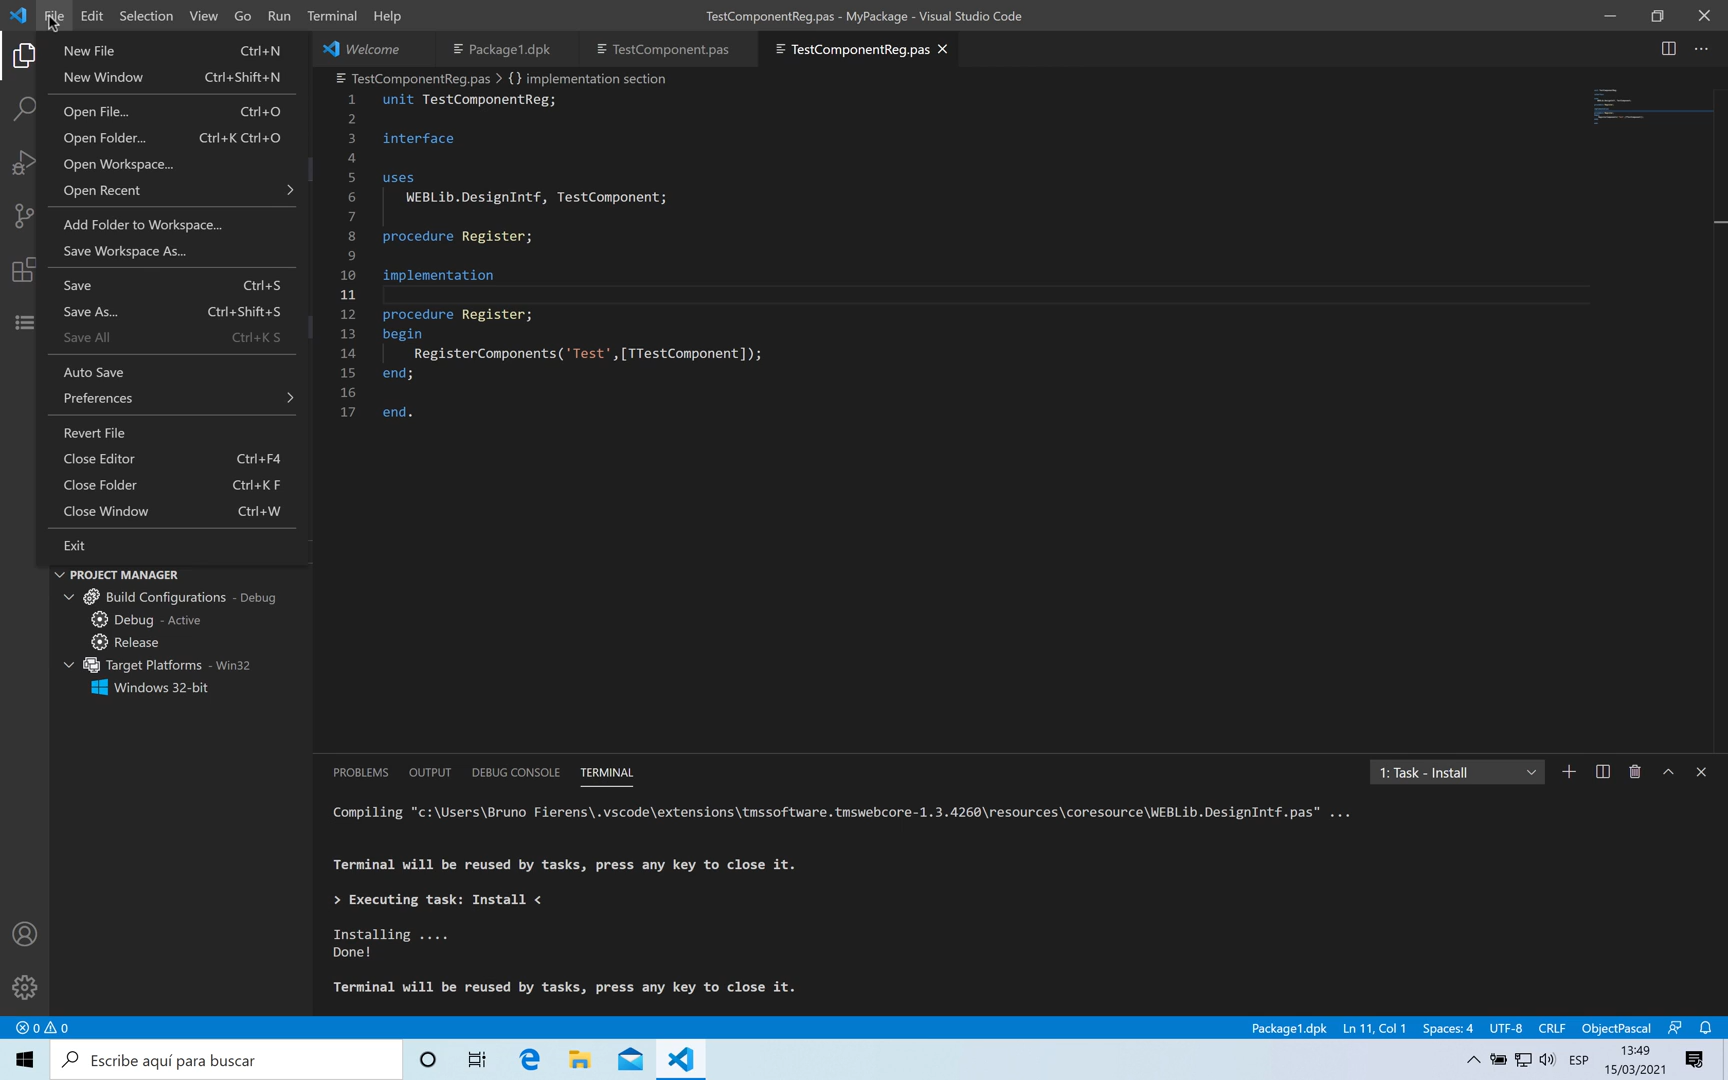 File Edit Selection View Go Run Terminal Help
TestComponentReg.pas - MyPackage - Visual Studio Code
New File Ctrl+N
New Window Ctrl+Shift+N
Open File... Ctrl+O
Open Folder... Ctrl+K Ctrl+O
Open Workspace...
Open Recent
Add Folder to Workspace...
Save Workspace As...
Save Ctrl+S
Save As... Ctrl+Shift+S
Save All Ctrl+K S
Auto Save
Preferences
Revert File
Close Editor Ctrl+F4
Close Folder Ctrl+K F
Close Window Ctrl+W
Exit
PROJECT MANAGER
Build Configurations - Debug
Debug - Active
Release
Target Platforms - Win32
Windows 32-bit
Welcome Package1.dpk TestComponent.pas TestComponentReg.pas
TestComponentReg.pas > {} implementation section
1 unit TestComponentReg;
2
3 interface
4
5 uses
6 WEBLib.DesignIntf, TestComponent;
7
8 procedure Register;
9
10 implementation
11
12 procedure Register;
13 begin
14 RegisterComponents('Test',[TTestComponent]);
15 end;
16
17 end.
PROBLEMS OUTPUT DEBUG CONSOLE TERMINAL
1: Task - Install
Compiling "c:\Users\Bruno Fierens\.vscode\extensions\tmssoftware.tmswebcore-1.3.4260\resources\coresource\WEBLib.DesignIntf.pas" ...
Terminal will be reused by tasks, press any key to close it.
> Executing task: Install <
Installing ....
Done!
Terminal will be reused by tasks, press any key to close it.
0 0
Package1.dpk Ln 11, Col 1 Spaces: 4 UTF-8 CRLF ObjectPascal
Escribe aquí para buscar
ESP
13:49
15/03/2021